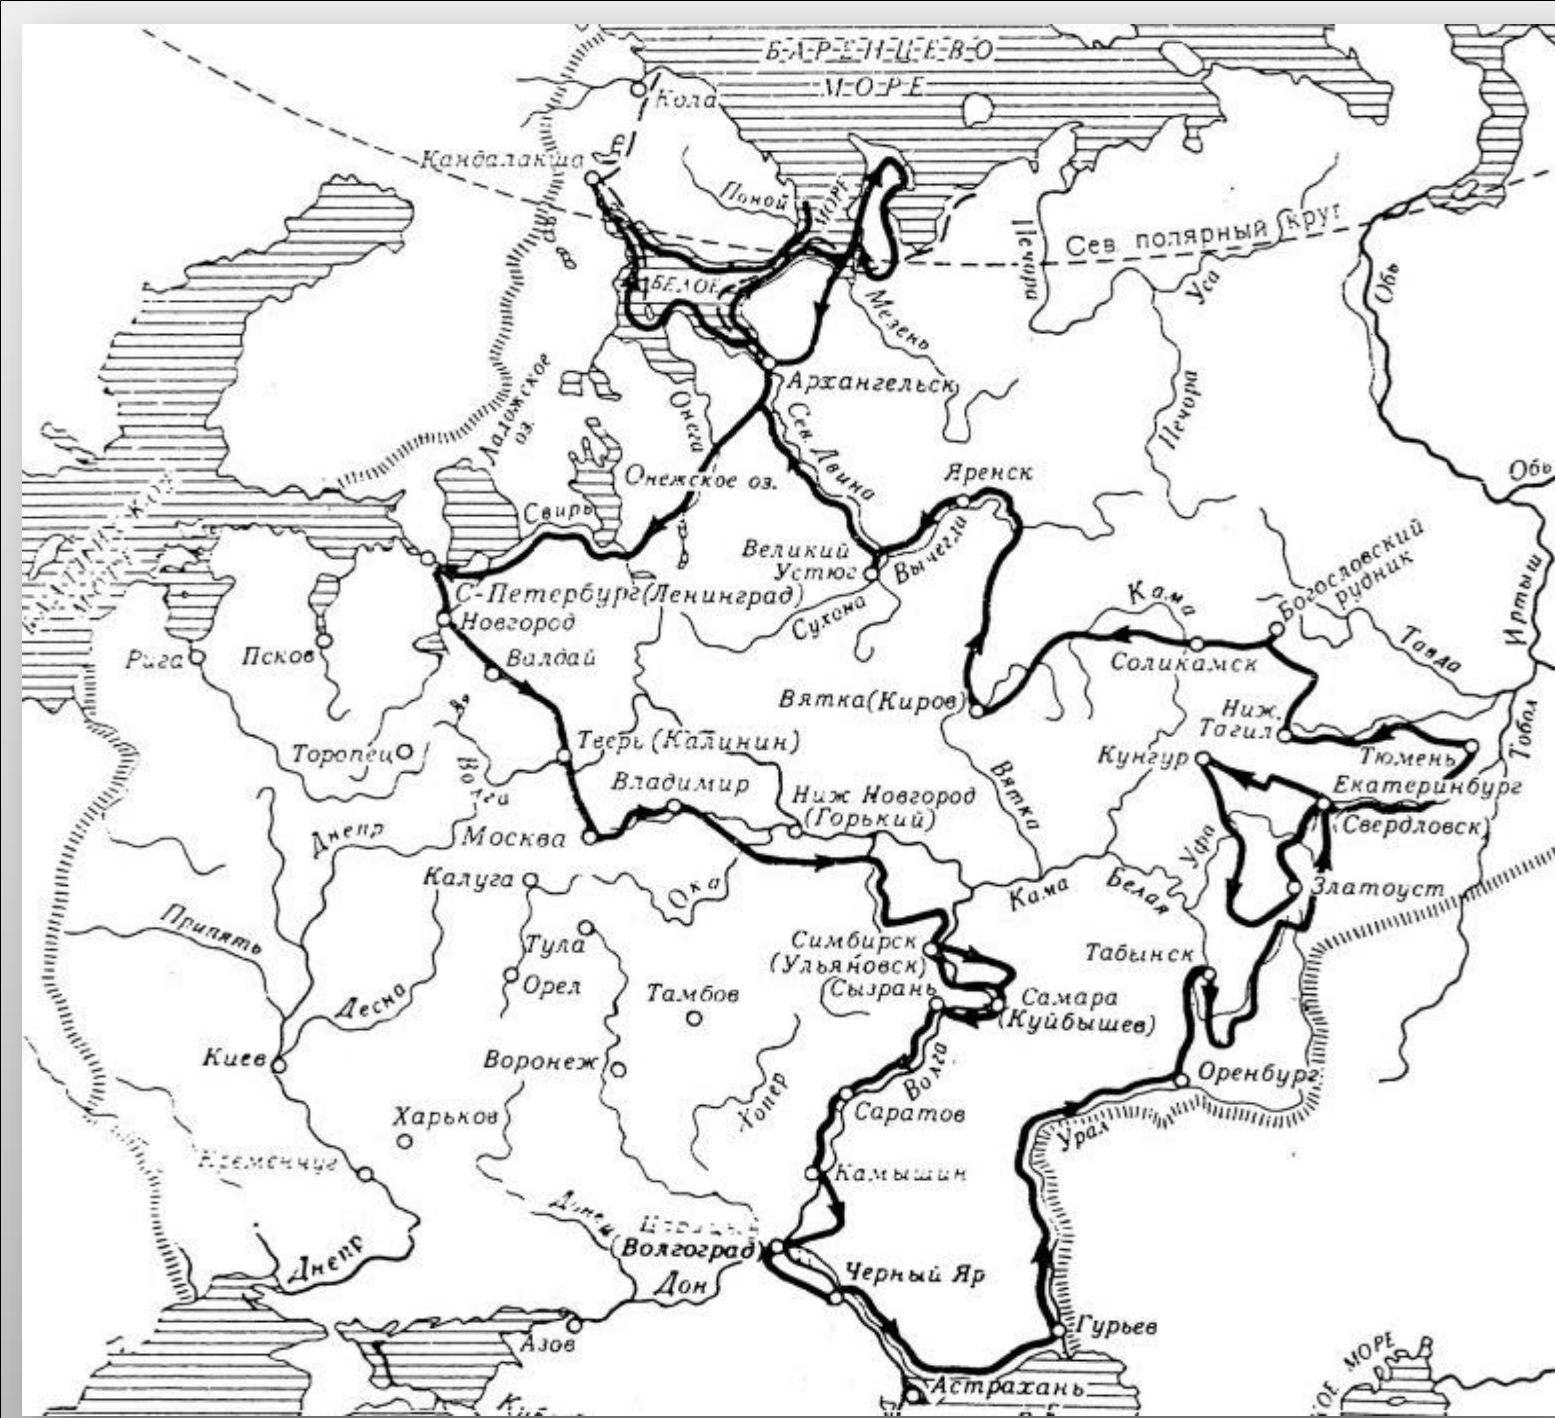 БАРЕНЦЕВО
МОРЕ
Кола
Кандалакша
Поной
МОРЕ
БЕЛОЕ
Сев полярный круг
Печора
Уса
Обь
Мезень
Архангельск
Онега
Ладожское
оз.
Сев. Двина
Печора
Онежское оз.
Яренск
Обь
Свирь
Великий
Устюг
Вычегда
Сухона
С-Петербург(Ленинград)
Новгород
Валдай
Рига
Псков
Кама
Богословский
рудник
Соликамск
Тавда
Иртыш
Вятка(Киров)
Ниж.
Тагил
Тобол
Тюмень
Кунгур
Екатеринбург
(Свердловск)
Торопец
Тверь (Калинин)
Волга
Владимир
Ниж Новгород
(Горький)
Вятка
Москва
Днепр
Калуга
Ока
Кама
Белая
Уфа
Златоуст
Припять
Тула
Орел
Симбирск
(Ульяновск)
Сызрань
Табынск
Десна
Тамбов
Самара
(Куйбышев)
Киев
Воронеж
Волга
Оренбург
Саратов
Харьков
Хопер
Урал
Кременчуг
Камышин
Донец
(Волгоград)
Черный Яр
Днепр
Дон
Гурьев
Азов
Астрахань
МОРЕ